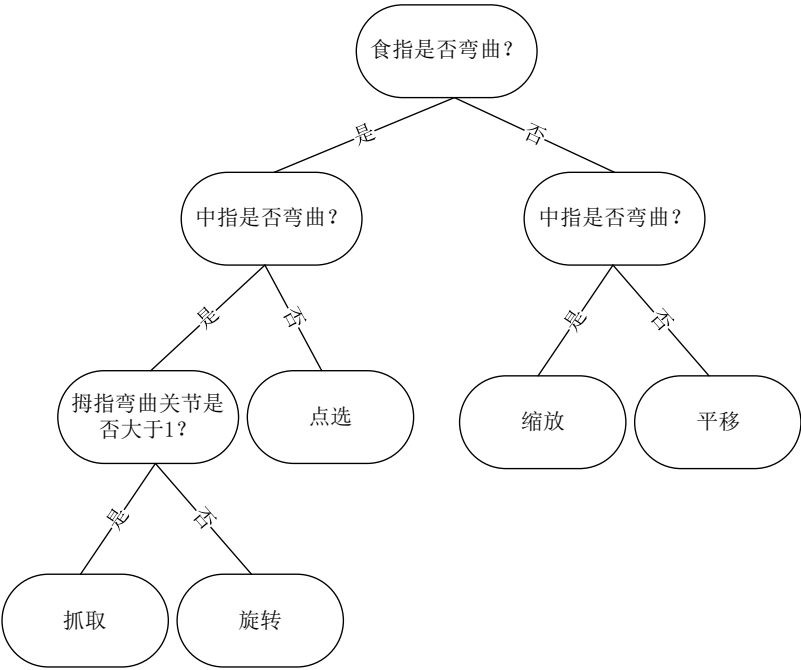 食指是否弯曲？
是
否
中指是否弯曲？
中指是否弯曲？
是
否
是
否
拇指弯曲关节是
否大于1？
点选
缩放
平移
是
否
抓取
旋转